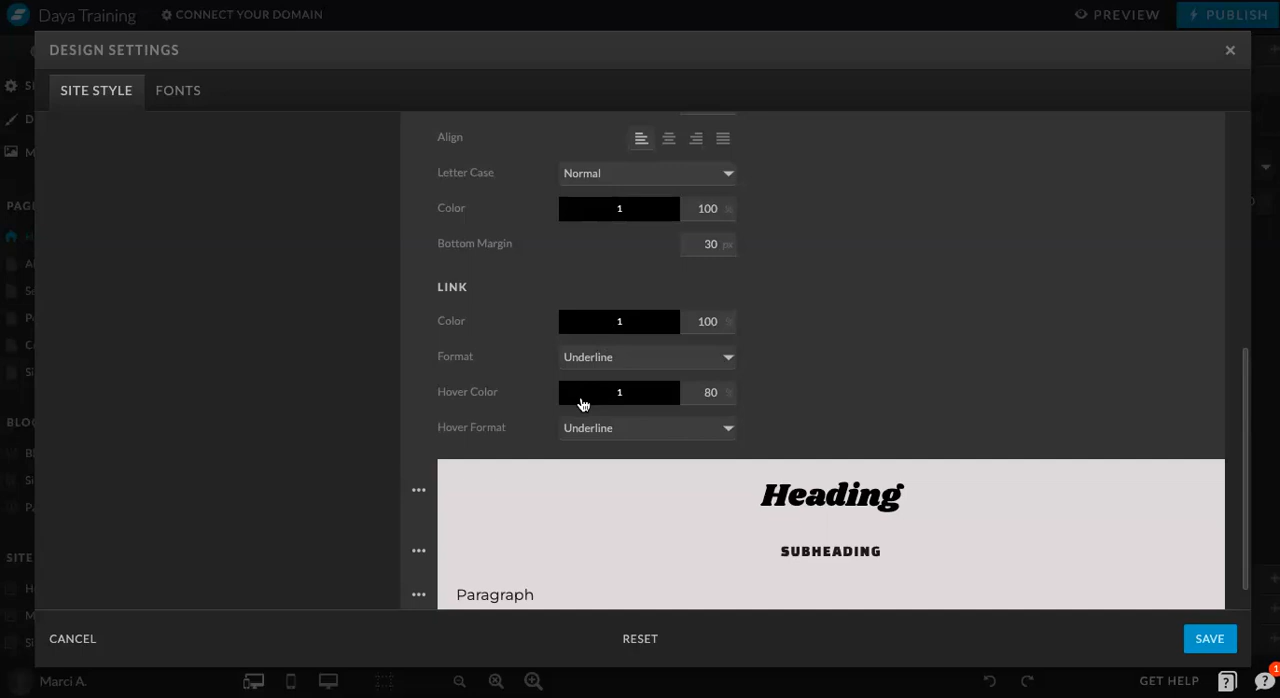 Daya Training
CONNECT YOUR DOMAIN
PREVIEW
PUBLISH
DESIGN SETTINGS
SITE STYLE
FONTS
Align
Letter Case
Normal
Color
1
100 %
Bottom Margin
30 px
LINK
Color
1
100 %
Format
Underline
Hover Color
1
80 %
Hover Format
Underline
Heading
SUBHEADING
Paragraph
CANCEL
RESET
SAVE
Marci A.
GET HELP
?
?
1